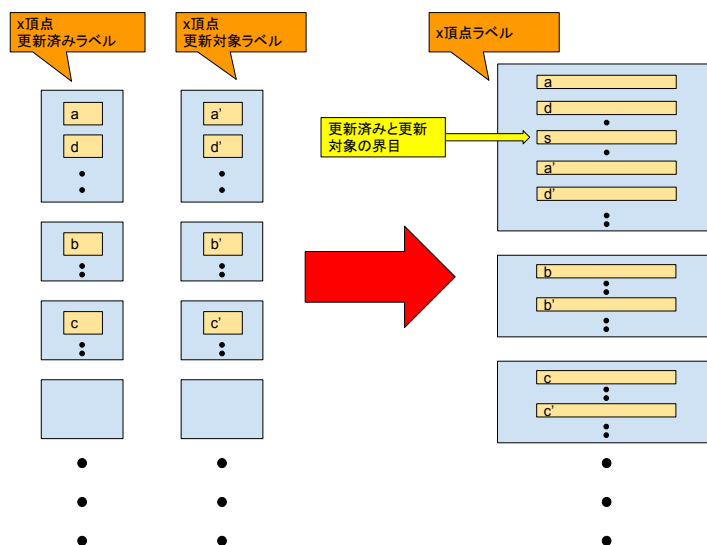 x頂点
更新済みラベル
x頂点
更新対象ラベル
a
d
b
c
a'
d'
b'
c'
x頂点ラベル
更新済みと更新
対象の界目
a
d
s
a'
d'
b
b'
c
c'